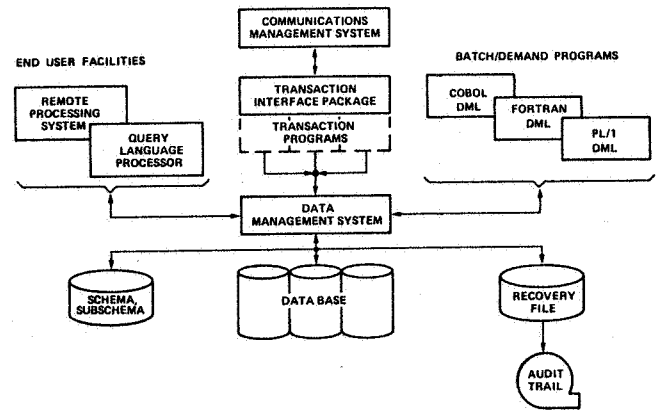 COMMUNICATIONS
MANAGEMENT SYSTEM
END USER FACILITIES
BATCH/DEMAND PROGRAMS
REMOTE
PROCESSING
SYSTEM
QUERY
LANGUAGE
PROCESSOR
TRANSACTION
INTERFACE PACKAGE
TRANSACTION
PROGRAMS
COBOL
DML
FORTRAN
DML
PL/1
DML
DATA
MANAGEMENT SYSTEM
SCHEMA,
SUBSCHEMA
DATA BASE
RECOVERY
FILE
AUDIT
TRAIL